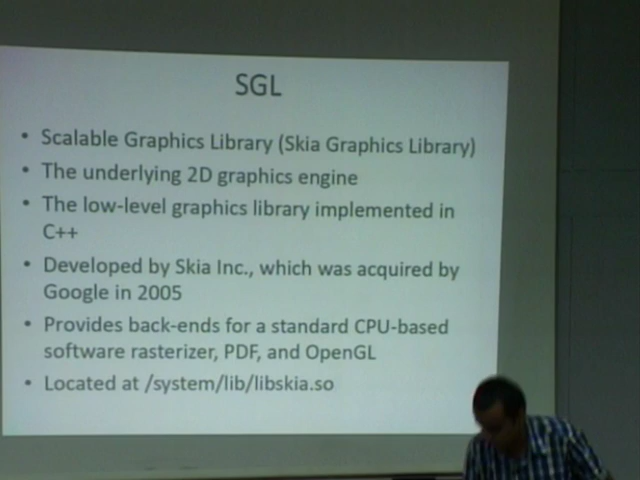 SGL
• Scalable Graphics Library (Skia Graphics Library)
• The underlying 2D graphics engine
• The low-level graphics library implemented in
C++
• Developed by Skia Inc., which was acquired by
Google in 2005
• Provides back-ends for a standard CPU-based
software rasterizer, PDF, and OpenGL
• Located at /system/lib/libskia.so